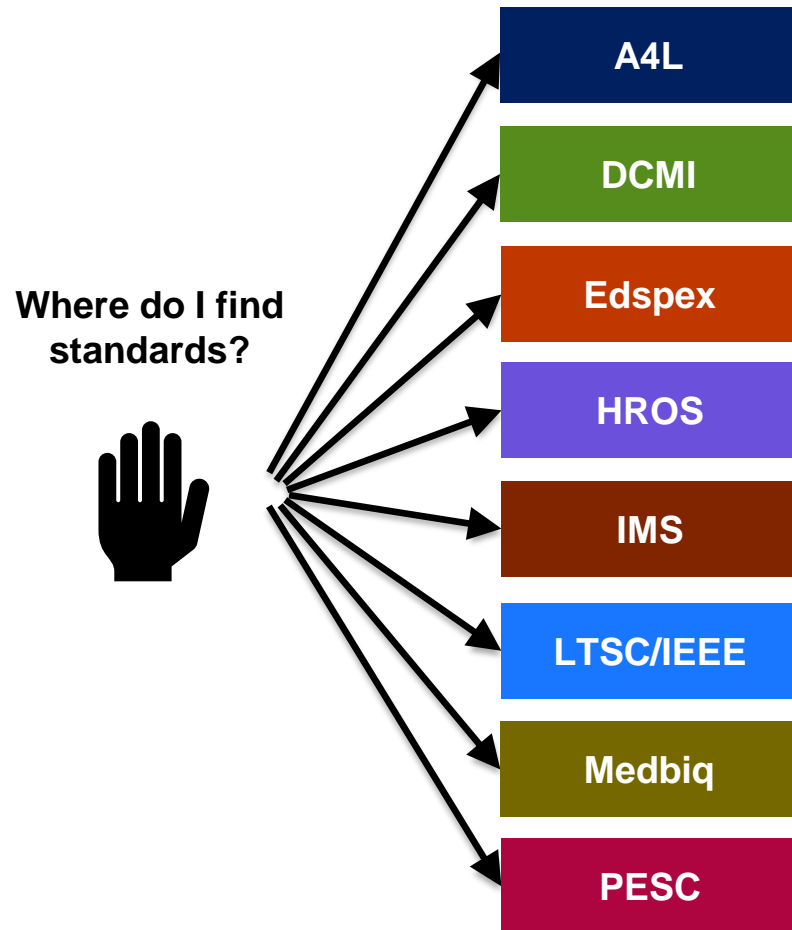 Where do I find
standards?
A4L
DCMI
Edspex
HROS
IMS
LTSC/IEEE
Medbiq
PESC